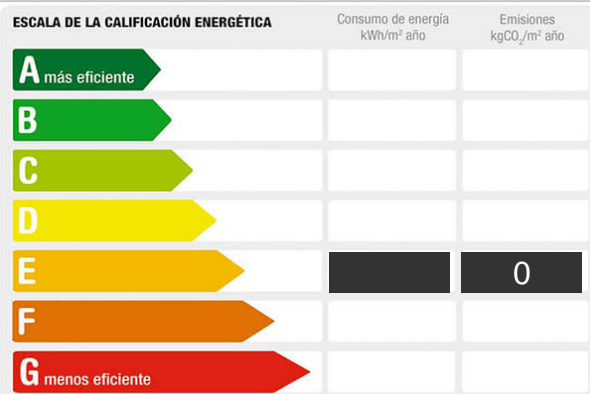 ESCALA DE LA CALIFICACIÓN ENERGÉTICA
Consumo de energía
kWh/m² año
Emisiones
kgCO₂/m² año
A más eficiente
B
C
D
E
0
F
G menos eficiente